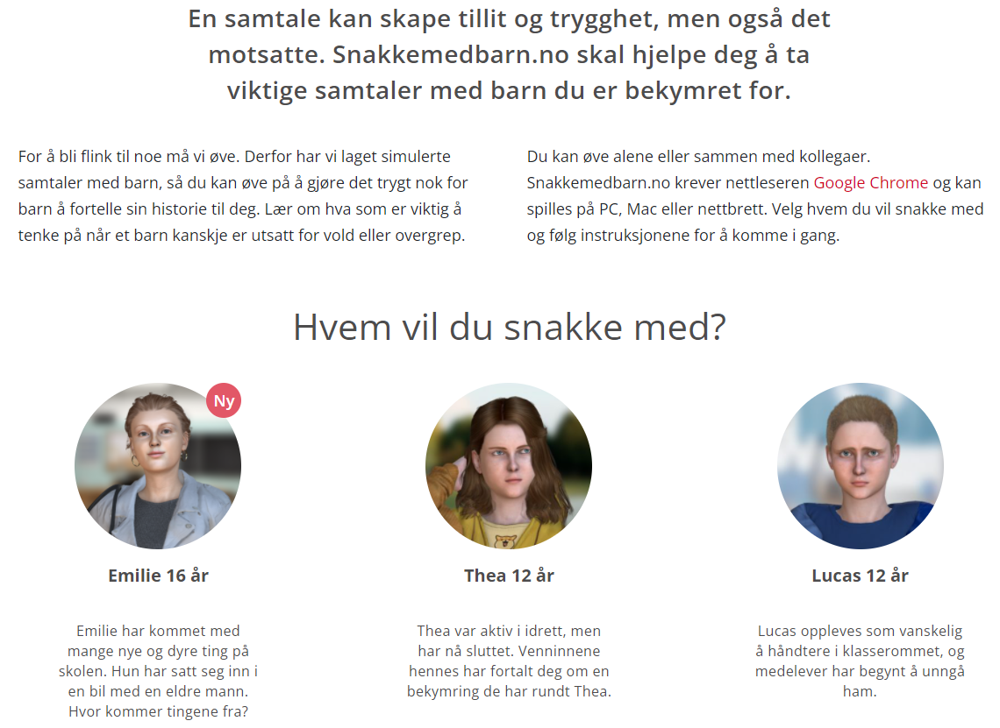 En samtale kan skape tillit og trygghet, men også det
motsatte. Snakkemedbarn.no skal hjelpe deg å ta
viktige samtaler med barn du er bekymret for.
For å bli flink til noe må vi øve. Derfor har vi laget simulerte
samtaler med barn, så du kan øve på å gjøre det trygt nok for
barn å fortelle sin historie til deg. Lær om hva som er viktig å
tenke på når et barn kanskje er utsatt for vold eller overgrep.
Du kan øve alene eller sammen med kollegaer.
Snakkemedbarn.no krever nettleseren Google Chrome og kan
spilles på PC, Mac eller nettbrett. Velg hvem du vil snakke med
og følg instruksjonene for å komme i gang.
Hvem vil du snakke med?
Ny
Emilie 16 år
Emilie har kommet med
mange nye og dyre ting på
skolen. Hun har satt seg inn i
en bil med en eldre mann.
Hvor kommer tingene fra?
Thea 12 år
Thea var aktiv i idrett, men
har nå sluttet. Venninnene
hennes har fortalt deg om en
bekymring de har rundt Thea.
Lucas 12 år
Lucas oppleves som vanskelig
å håndtere i klasserommet, og
medelever har begynt å unngå
ham.